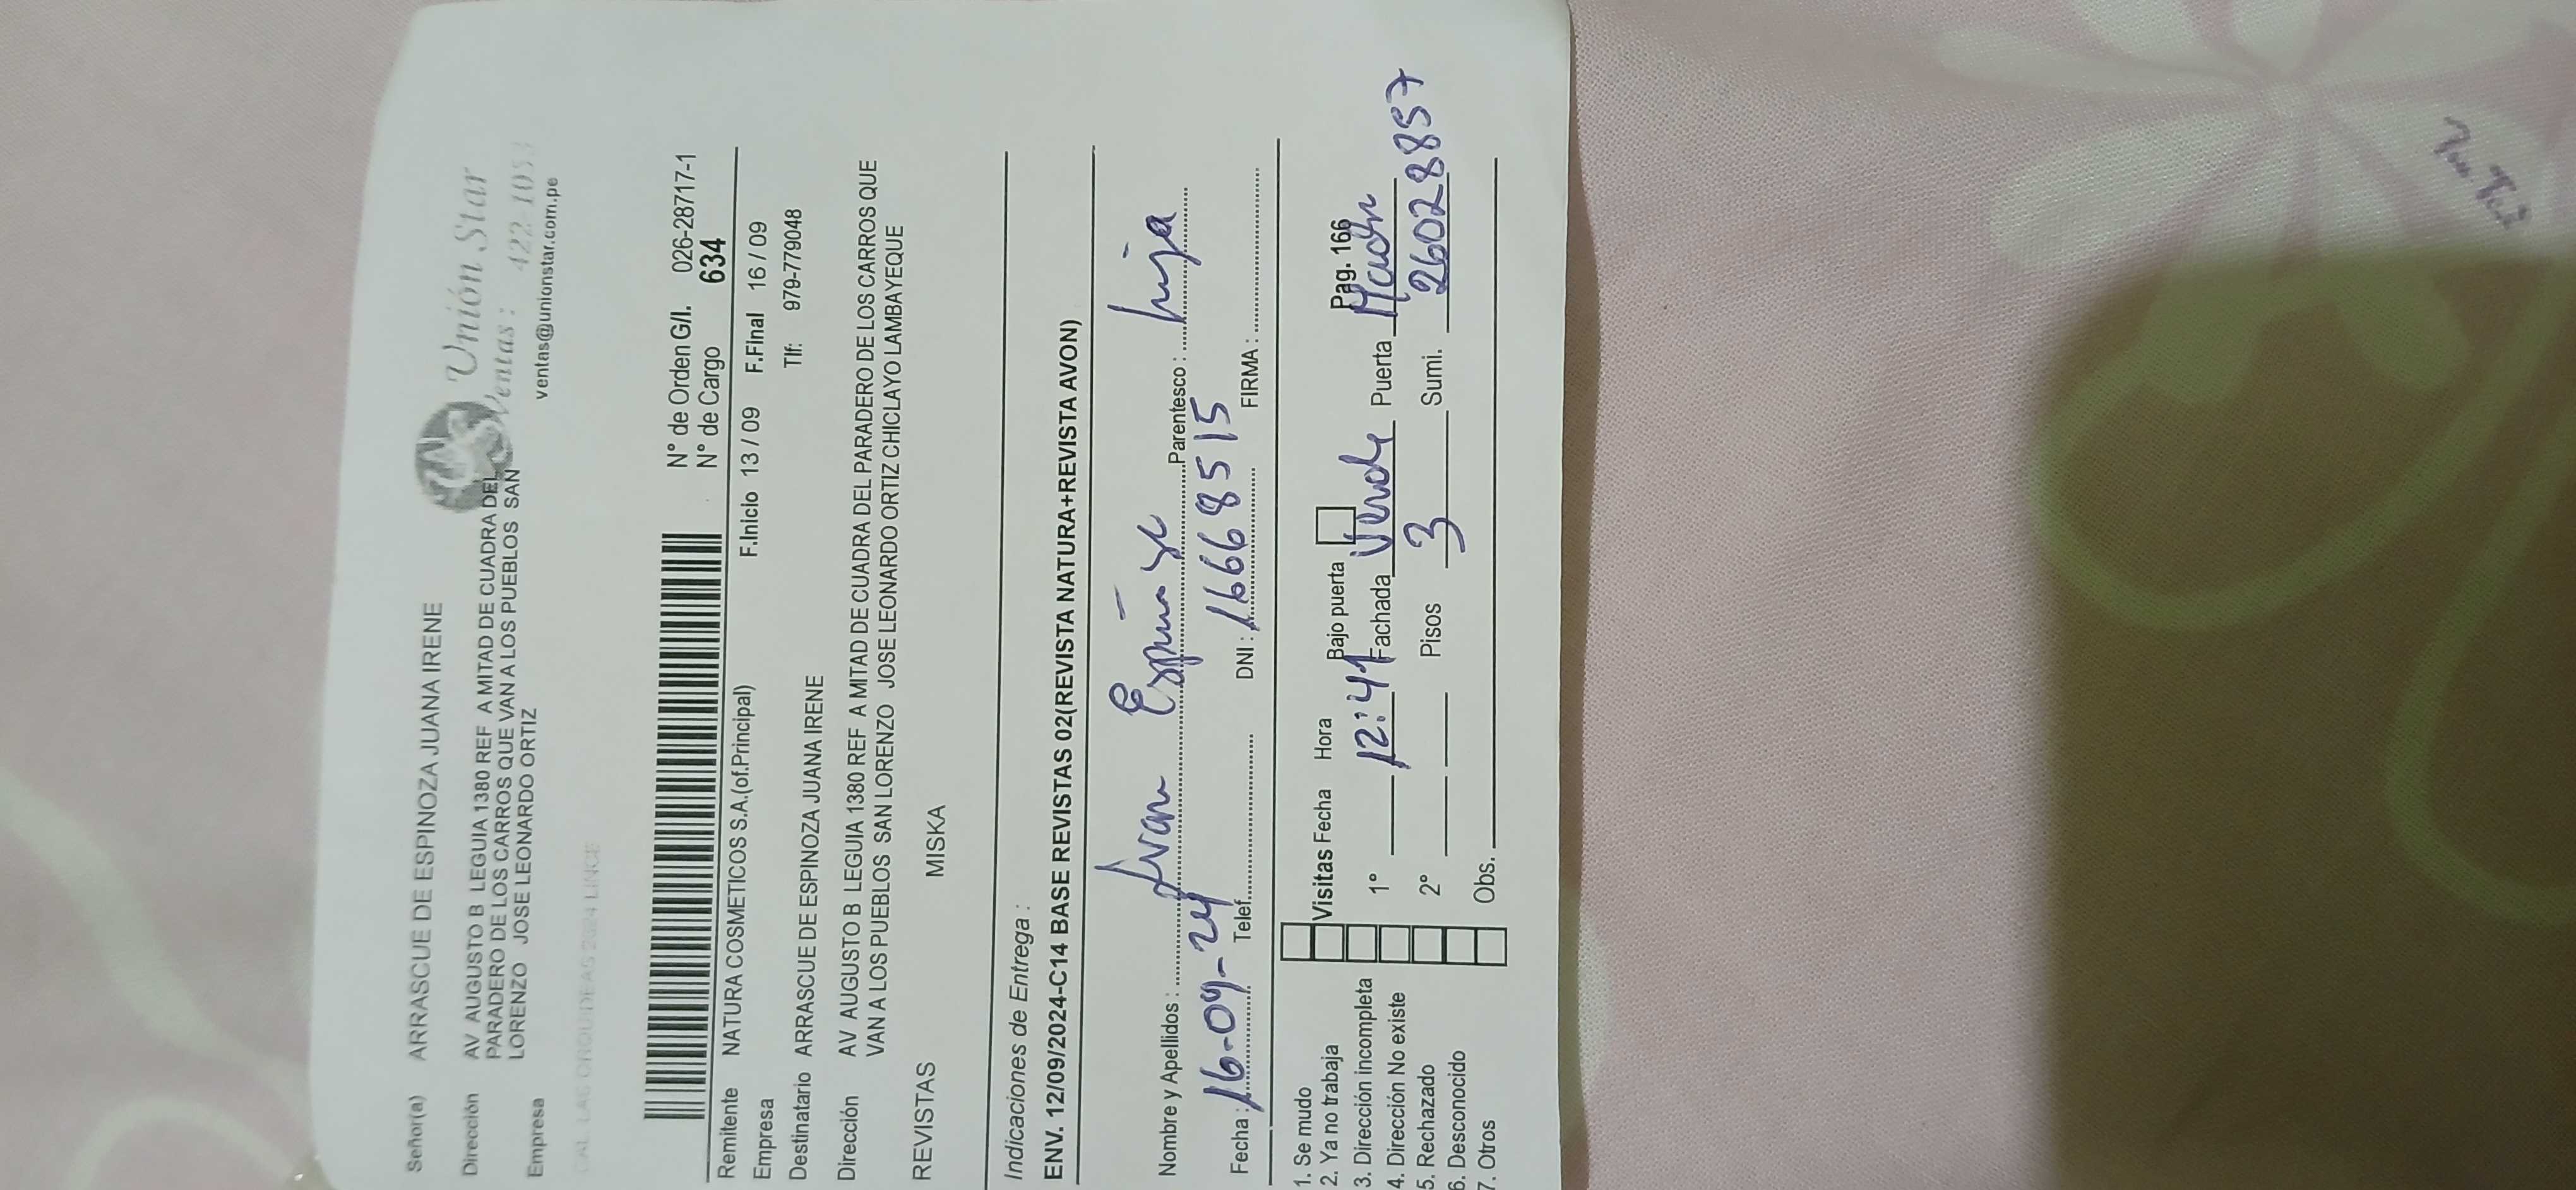 Señor(a) ARRASCUE DE ESPINOZA JUANA IRENE
Unión Star
Ventas: 422-1053
ventas@unionstar.com.pe
Dirección AV AUGUSTO B LEGUIA 1380 REF A MITAD DE CUADRA DEL
PARADERO DE LOS CARROS QUE VAN A LOS PUEBLOS SAN
LORENZO JOSE LEONARDO ORTIZ
Empresa
CAL. LAS ORQUIDEAS 2624 LINCE
N° de Orden G/I. 026-28717-1
N° de Cargo 634
Remitente NATURA COSMETICOS S.A.(of.Principal) F.Inicio 13 / 09 F.Final 16 / 09
Empresa
Tlf: 979-779048
Destinatario ARRASCUE DE ESPINOZA JUANA IRENE
Dirección AV AUGUSTO B LEGUIA 1380 REF A MITAD DE CUADRA DEL PARADERO DE LOS CARROS QUE
VAN A LOS PUEBLOS SAN LORENZO JOSE LEONARDO ORTIZ CHICLAYO LAMBAYEQUE
REVISTAS MISKA
Indicaciones de Entrega :
ENV. 12/09/2024-C14 BASE REVISTAS 02(REVISTA NATURA+REVISTA AVON)
Nombre y Apellidos : Parentesco : hija
Fecha : 16-09-24 Telef. DNI : 16668515 FIRMA :
1. Se mudo
2. Ya no trabaja
3. Dirección incompleta
4. Dirección No existe
5. Rechazado
6. Desconocido
7. Otros
Visitas Fecha Hora Bajo puerta Pag. 166
1° 12:41 Fachada Verde Puerta
2° Pisos 3 Sumi. 26028857
Obs.